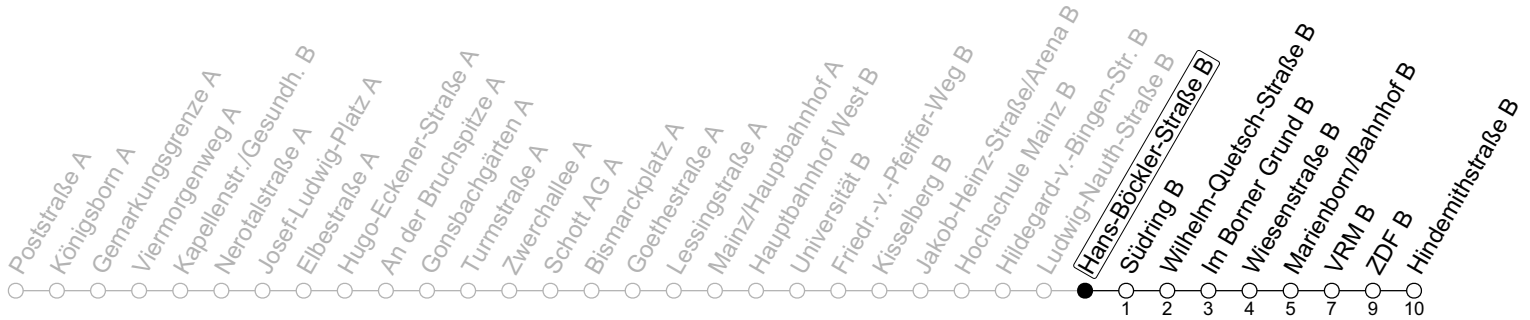 Poststraße A
Königsborn A
Gemarkungsgrenze A
Viermorgenweg A
Kapellenstr./Gesundh. B
Nerotalstraße A
Josef-Ludwig-Platz A
Elbestraße A
Hugo-Eckener-Straße A
An der Bruchspitze A
Gonsbachgärten A
Turmstraße A
Zwerchallee A
Schott AG A
Bismarckplatz A
Goethestraße A
Lessingstraße A
Mainz/Hauptbahnhof A
Hauptbahnhof West B
Universität B
Friedr.-v.-Pfeiffer-Weg B
Kisselberg B
Jakob-Heinz-Straße/Arena B
Hochschule Mainz B
Hildegard-v.-Bingen-Str. B
Ludwig-Nauth-Straße B
Hans-Böckler-Straße B
Südring B
Wilhelm-Quetsch-Straße B
Im Borner Grund B
Wiesenstraße B
Marienborn/Bahnhof B
VRM B
ZDF B
Hindemithstraße B
1 2 3 4 5 7 9 10